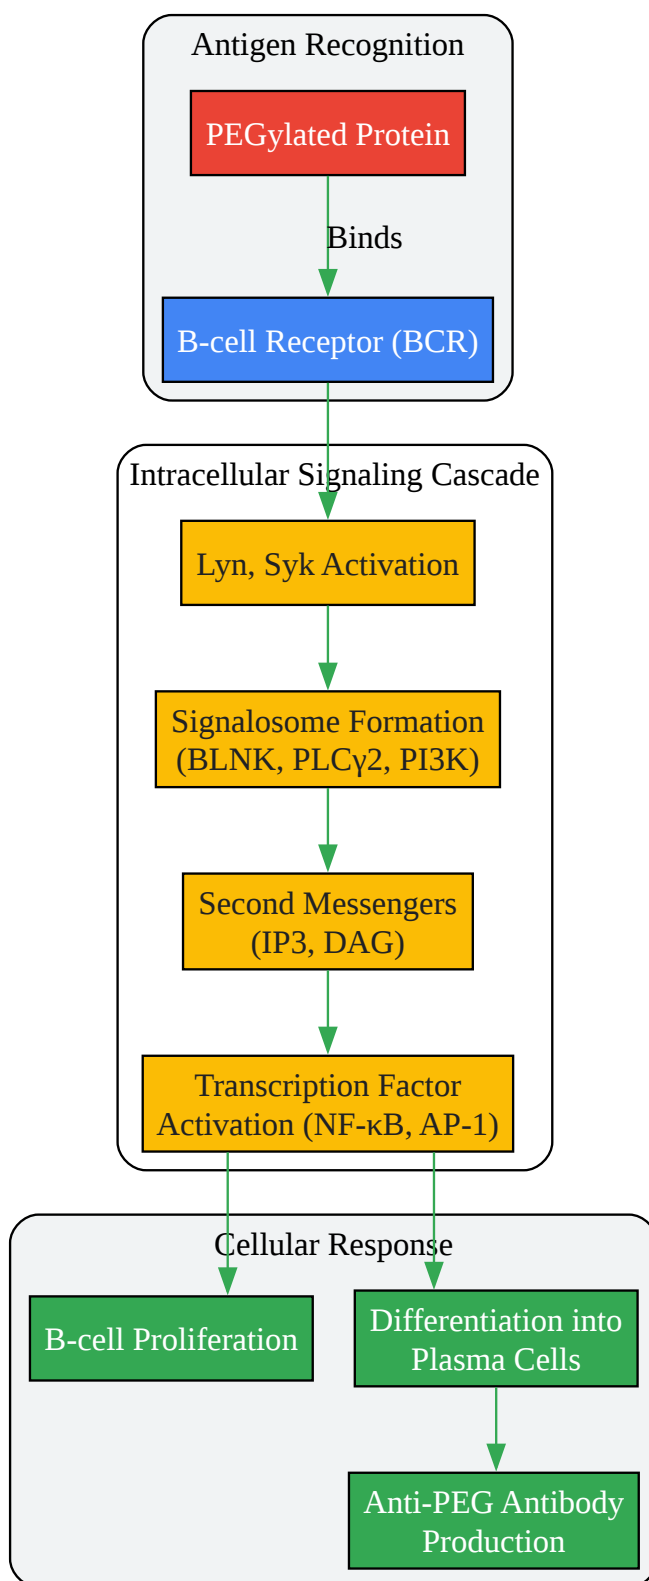 Antigen Recognition
PEGylated Protein
Binds
B-cell Receptor (BCR)
Intracellular Signaling Cascade
Lyn, Syk Activation
Signalosome Formation
(BLNK, PLCγ2, PI3K)
Second Messengers
(IP3, DAG)
Transcription Factor
Activation (NF-κB, AP-1)
Cellular Response
B-cell Proliferation
Differentiation into
Plasma Cells
Anti-PEG Antibody
Production